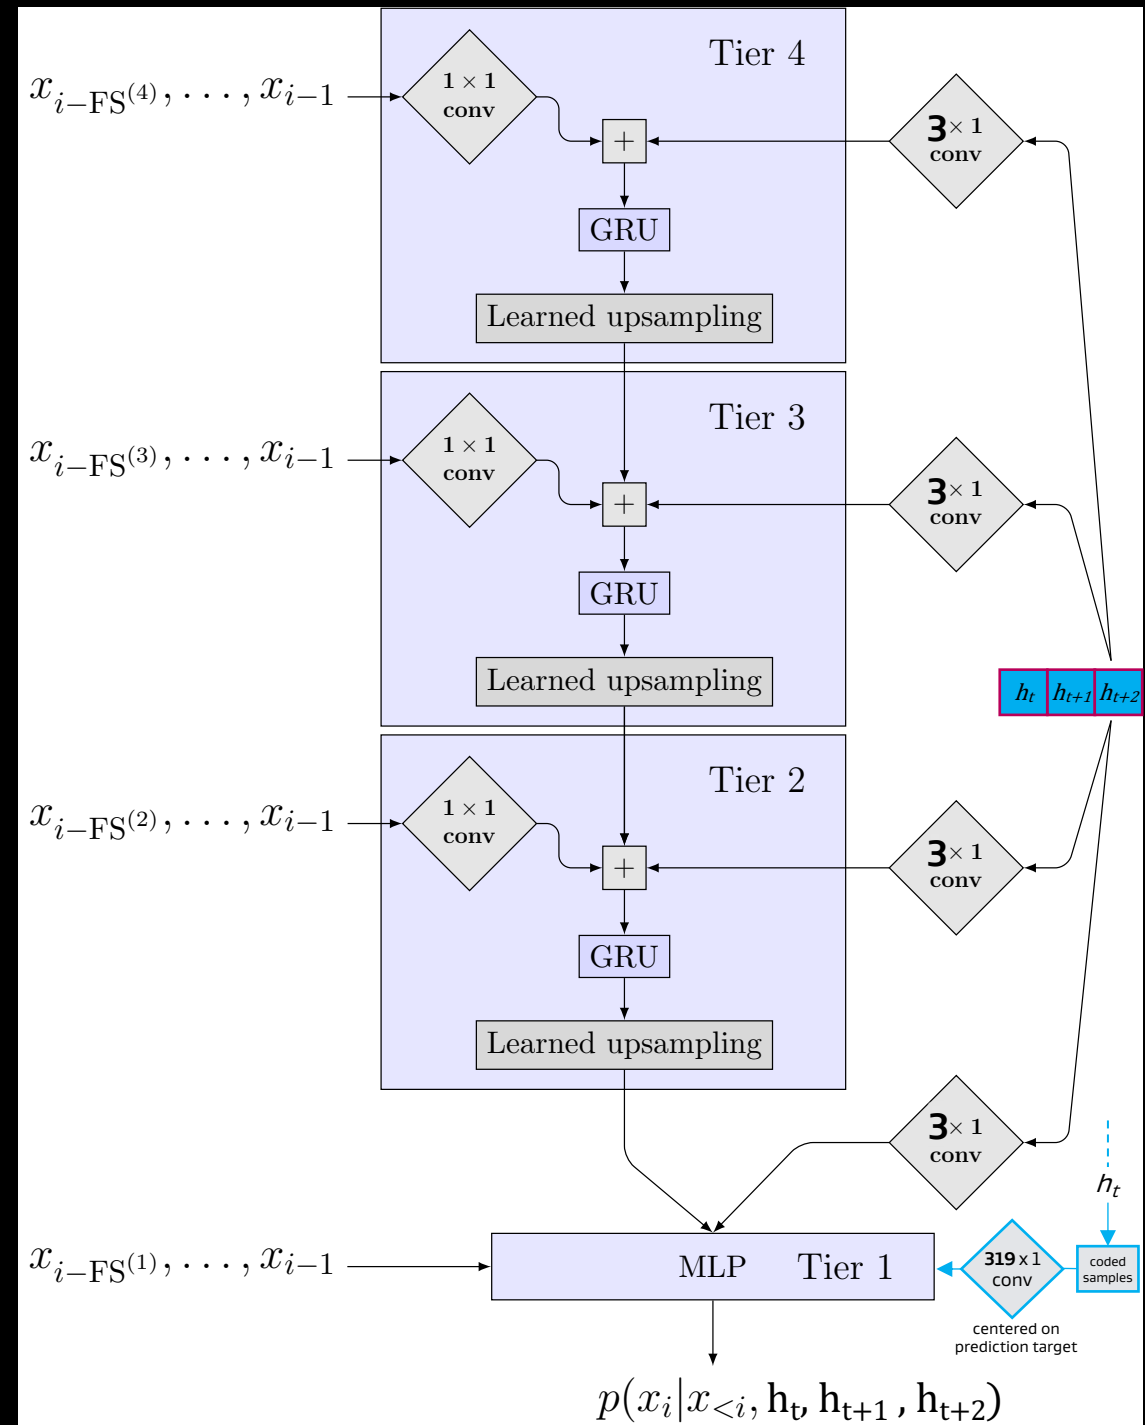 Tier 4
x_{i−FS^{(4)}}, . . . , x_{i−1}
1 × 1
conv
3 × 1
conv
+
GRU
Learned upsampling
Tier 3
x_{i−FS^{(3)}}, . . . , x_{i−1}
1 × 1
conv
3 × 1
conv
+
GRU
Learned upsampling
h_t h_{t+1} h_{t+2}
Tier 2
x_{i−FS^{(2)}}, . . . , x_{i−1}
1 × 1
conv
3 × 1
conv
+
GRU
Learned upsampling
3 × 1
conv
h_t
x_{i−FS^{(1)}}, . . . , x_{i−1}
MLP Tier 1
319 x 1
conv
coded
samples
centered on
prediction target
p(x_i|x_{<i}, h_t, h_{t+1}, h_{t+2})